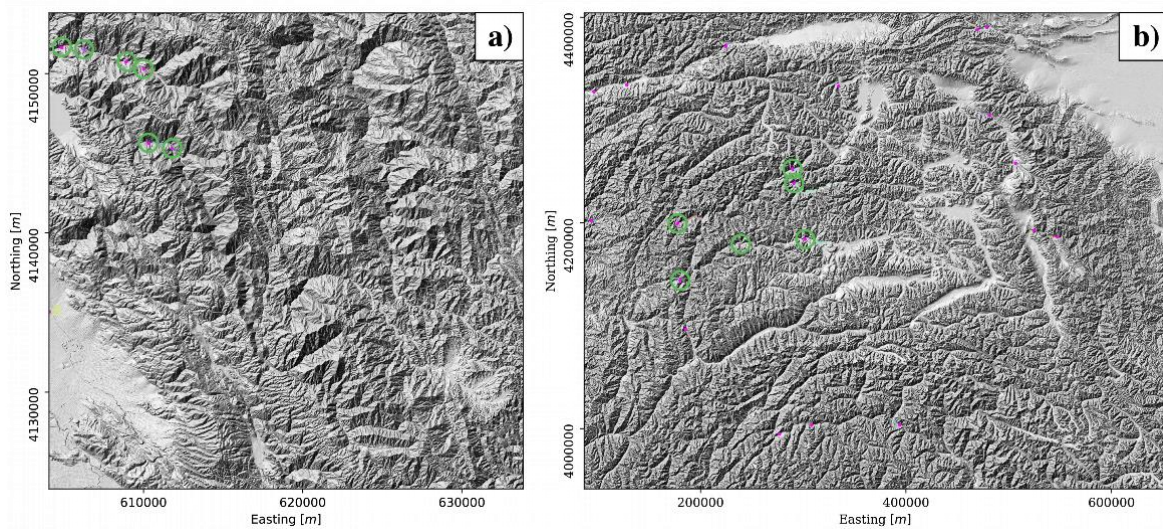 a)
4150000
4140000
4130000
Northing [m]
610000 620000 630000
Easting [m]
b)
4400000
4200000
4000000
Northing [m]
200000 400000 600000
Easting [m]